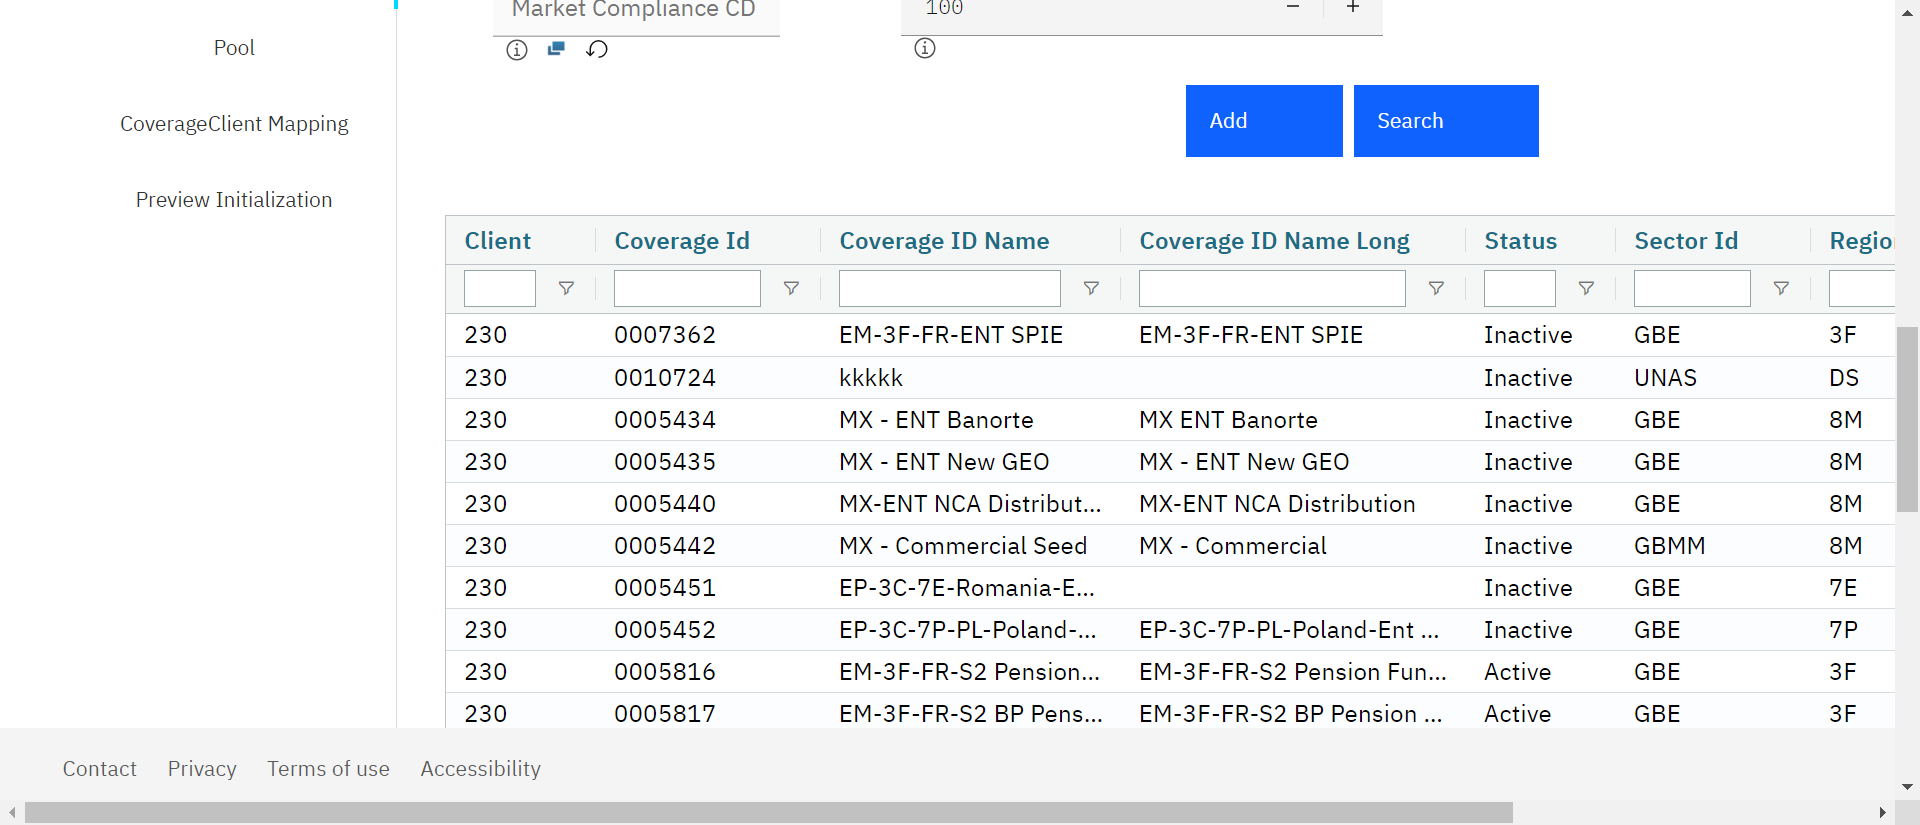 Market Compliance CD
100
Pool
CoverageClient Mapping
Preview Initialization
Add
Search
Client Coverage Id Coverage ID Name Coverage ID Name Long Status Sector Id Regio
230 0007362 EM-3F-FR-ENT SPIE EM-3F-FR-ENT SPIE Inactive GBE 3F
230 0010724 kkkkk Inactive UNAS DS
230 0005434 MX - ENT Banorte MX ENT Banorte Inactive GBE 8M
230 0005435 MX - ENT New GEO MX - ENT New GEO Inactive GBE 8M
230 0005440 MX-ENT NCA Distribut... MX-ENT NCA Distribution Inactive GBE 8M
230 0005442 MX - Commercial Seed MX - Commercial Inactive GBMM 8M
230 0005451 EP-3C-7E-Romania-E... Inactive GBE 7E
230 0005452 EP-3C-7P-PL-Poland-... EP-3C-7P-PL-Poland-Ent ... Inactive GBE 7P
230 0005816 EM-3F-FR-S2 Pension... EM-3F-FR-S2 Pension Fun... Active GBE 3F
230 0005817 EM-3F-FR-S2 BP Pens... EM-3F-FR-S2 BP Pension ... Active GBE 3F
Contact Privacy Terms of use Accessibility